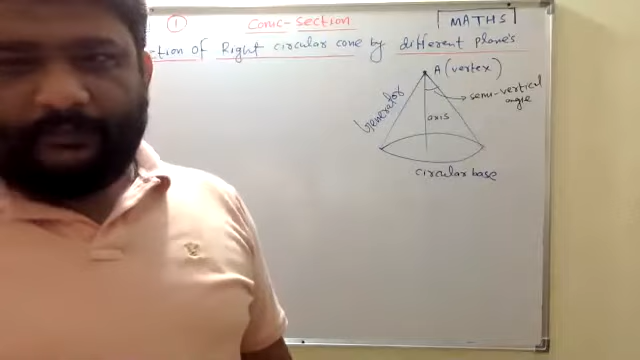 1 Conic-Section MATHS
ction of Right circular cone by different plane's
A (vertex)
Generator
semi-vertical
angle
axis
circular base